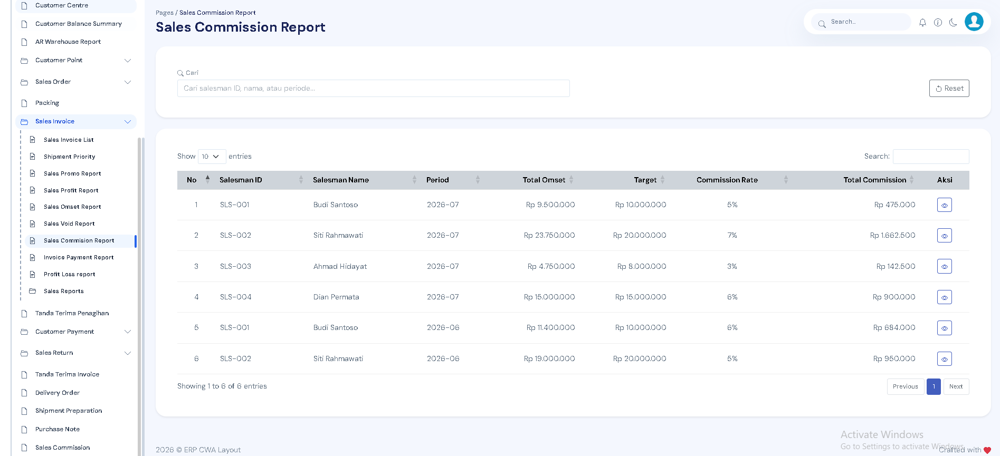 Customer Centre
Customer Balance Summary
AR Warehouse Report
Customer Point
Sales Order
Packing
Sales Invoice
Sales Invoice List
Shipment Priority
Sales Promo Report
Sales Profit Report
Sales Omset Report
Sales Void Report
Sales Commision Report
Invoice Payment Report
Profit Loss report
Sales Reports
Tanda Terima Penagihan
Customer Payment
Sales Return
Tanda Terima Invoice
Delivery Order
Shipment Preparation
Purchase Note
Sales Commission
Pages / Sales Commission Report
Sales Commission Report
Search...
Cari
Cari salesman ID, nama, atau periode...
Reset
Show 10 entries
Search:
No Salesman ID Salesman Name Period Total Omset Target Commission Rate Total Commission Aksi
1 SLS-001 Budi Santoso 2026-07 Rp 9.500.000 Rp 10.000.000 5% Rp 475.000
2 SLS-002 Siti Rahmawati 2026-07 Rp 23.750.000 Rp 20.000.000 7% Rp 1.662.500
3 SLS-003 Ahmad Hidayat 2026-07 Rp 4.750.000 Rp 8.000.000 3% Rp 142.500
4 SLS-004 Dian Permata 2026-07 Rp 15.000.000 Rp 15.000.000 6% Rp 900.000
5 SLS-001 Budi Santoso 2026-06 Rp 11.400.000 Rp 10.000.000 6% Rp 684.000
6 SLS-002 Siti Rahmawati 2026-06 Rp 19.000.000 Rp 20.000.000 5% Rp 950.000
Showing 1 to 6 of 6 entries
Previous 1 Next
Activate Windows
Go to Settings to activate Windows.
2026 © ERP CWA Layout
Crafted with